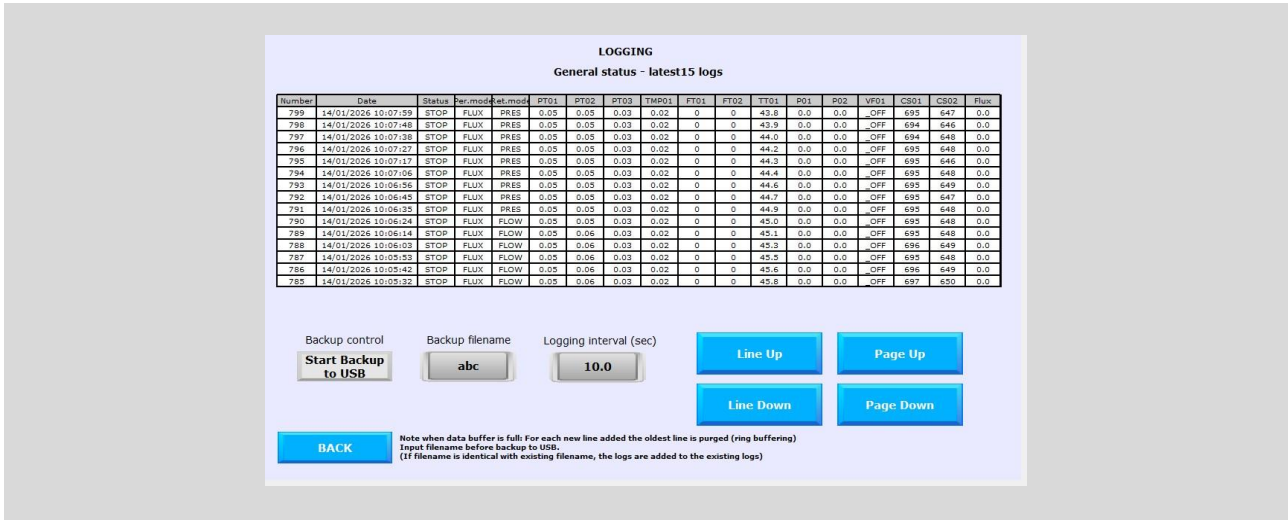 LOGGING
General status - latest15 logs
Number Date Status Per.mode Ret.mode PT01 PT02 PT03 TMP01 FT01 FT02 TT01 P01 P02 VF01 CS01 CS02 Flux
799 14/01/2026 10:07:59 STOP FLUX PRES 0.05 0.05 0.03 0.02 0 0 43.8 0.0 0.0 _OFF 695 647 0.0
798 14/01/2026 10:07:48 STOP FLUX PRES 0.05 0.05 0.03 0.02 0 0 43.9 0.0 0.0 _OFF 694 646 0.0
797 14/01/2026 10:07:38 STOP FLUX PRES 0.05 0.05 0.03 0.02 0 0 44.0 0.0 0.0 _OFF 694 648 0.0
796 14/01/2026 10:07:27 STOP FLUX PRES 0.05 0.05 0.03 0.02 0 0 44.2 0.0 0.0 _OFF 695 648 0.0
795 14/01/2026 10:07:17 STOP FLUX PRES 0.05 0.05 0.03 0.02 0 0 44.3 0.0 0.0 _OFF 695 646 0.0
794 14/01/2026 10:07:06 STOP FLUX PRES 0.05 0.05 0.03 0.02 0 0 44.4 0.0 0.0 _OFF 695 648 0.0
793 14/01/2026 10:06:56 STOP FLUX PRES 0.05 0.05 0.03 0.02 0 0 44.6 0.0 0.0 _OFF 695 649 0.0
792 14/01/2026 10:06:45 STOP FLUX PRES 0.05 0.05 0.03 0.02 0 0 44.7 0.0 0.0 _OFF 695 647 0.0
791 14/01/2026 10:06:35 STOP FLUX PRES 0.05 0.05 0.03 0.02 0 0 44.9 0.0 0.0 _OFF 695 648 0.0
790 14/01/2026 10:06:24 STOP FLUX FLOW 0.05 0.05 0.03 0.02 0 0 45.0 0.0 0.0 _OFF 695 648 0.0
789 14/01/2026 10:06:14 STOP FLUX FLOW 0.05 0.06 0.03 0.02 0 0 45.1 0.0 0.0 _OFF 695 648 0.0
788 14/01/2026 10:06:03 STOP FLUX FLOW 0.05 0.06 0.03 0.02 0 0 45.3 0.0 0.0 _OFF 696 649 0.0
787 14/01/2026 10:05:53 STOP FLUX FLOW 0.05 0.06 0.03 0.02 0 0 45.5 0.0 0.0 _OFF 695 648 0.0
786 14/01/2026 10:05:42 STOP FLUX FLOW 0.05 0.06 0.03 0.02 0 0 45.6 0.0 0.0 _OFF 696 649 0.0
785 14/01/2026 10:05:32 STOP FLUX FLOW 0.05 0.06 0.03 0.02 0 0 45.8 0.0 0.0 _OFF 697 650 0.0
Backup control
Start Backup
to USB
Backup filename
abc
Logging interval (sec)
10.0
Line Up
Page Up
Line Down
Page Down
BACK
Note when data buffer is full: For each new line added the oldest line is purged (ring buffering)
Input filename before backup to USB.
(If filename is identical with existing filename, the logs are added to the existing logs)